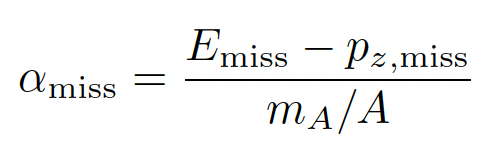 α_miss = (E_miss − p_z,miss) / (m_A/A)